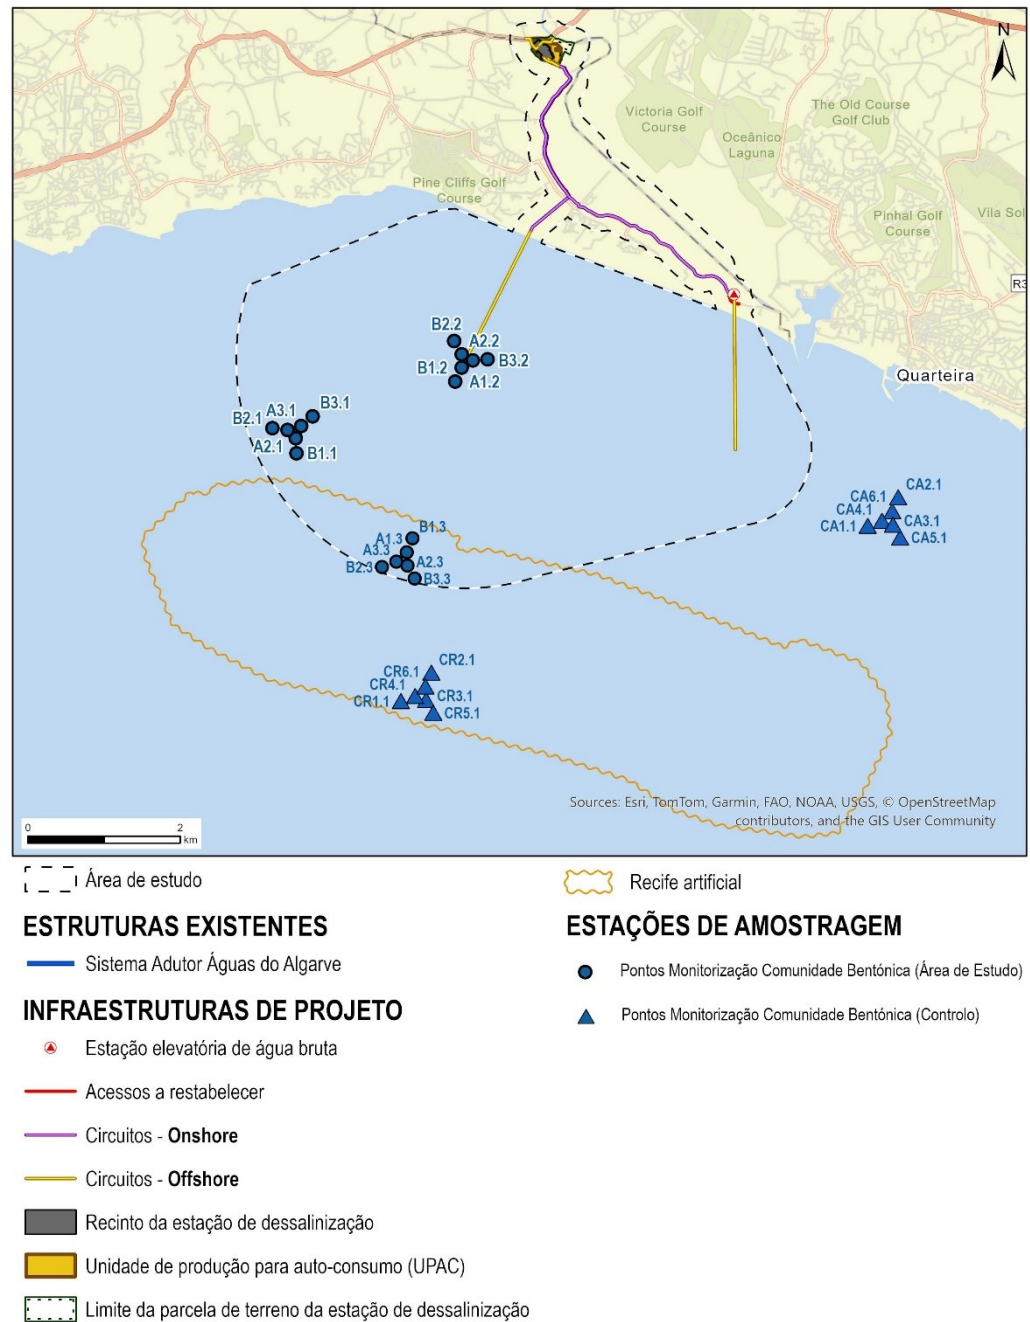 N
Victoria Golf
Course
The Old Course
Golf Club
Oceânico
Laguna
Pine Cliffs Golf
Course
Pinhal Golf
Course
Vila Sol
R3
B2.2
A2.2
B3.2
B1.2
A1.2
Quarteira
B3.1
A3.1
B2.1
A2.1
B1.1
CA2.1
CA6.1
CA4.1
CA3.1
CA1.1
CA5.1
B1.3
A1.3
A3.3
A2.3
B2.3
B3.3
CR2.1
CR6.1
CR4.1
CR3.1
CR1.1
CR5.1
Sources: Esri, TomTom, Garmin, FAO, NOAA, USGS, © OpenStreetMap
contributors, and the GIS User Community
0 2
km
Área de estudo
ESTRUTURAS EXISTENTES
Sistema Adutor Águas do Algarve
INFRAESTRUTURAS DE PROJETO
Estação elevatória de água bruta
Acessos a restabelecer
Circuitos - Onshore
Circuitos - Offshore
Recinto da estação de dessalinização
Unidade de produção para auto-consumo (UPAC)
Limite da parcela de terreno da estação de dessalinização
Recife artificial
ESTAÇÕES DE AMOSTRAGEM
Pontos Monitorização Comunidade Bentónica (Área de Estudo)
Pontos Monitorização Comunidade Bentónica (Controlo)